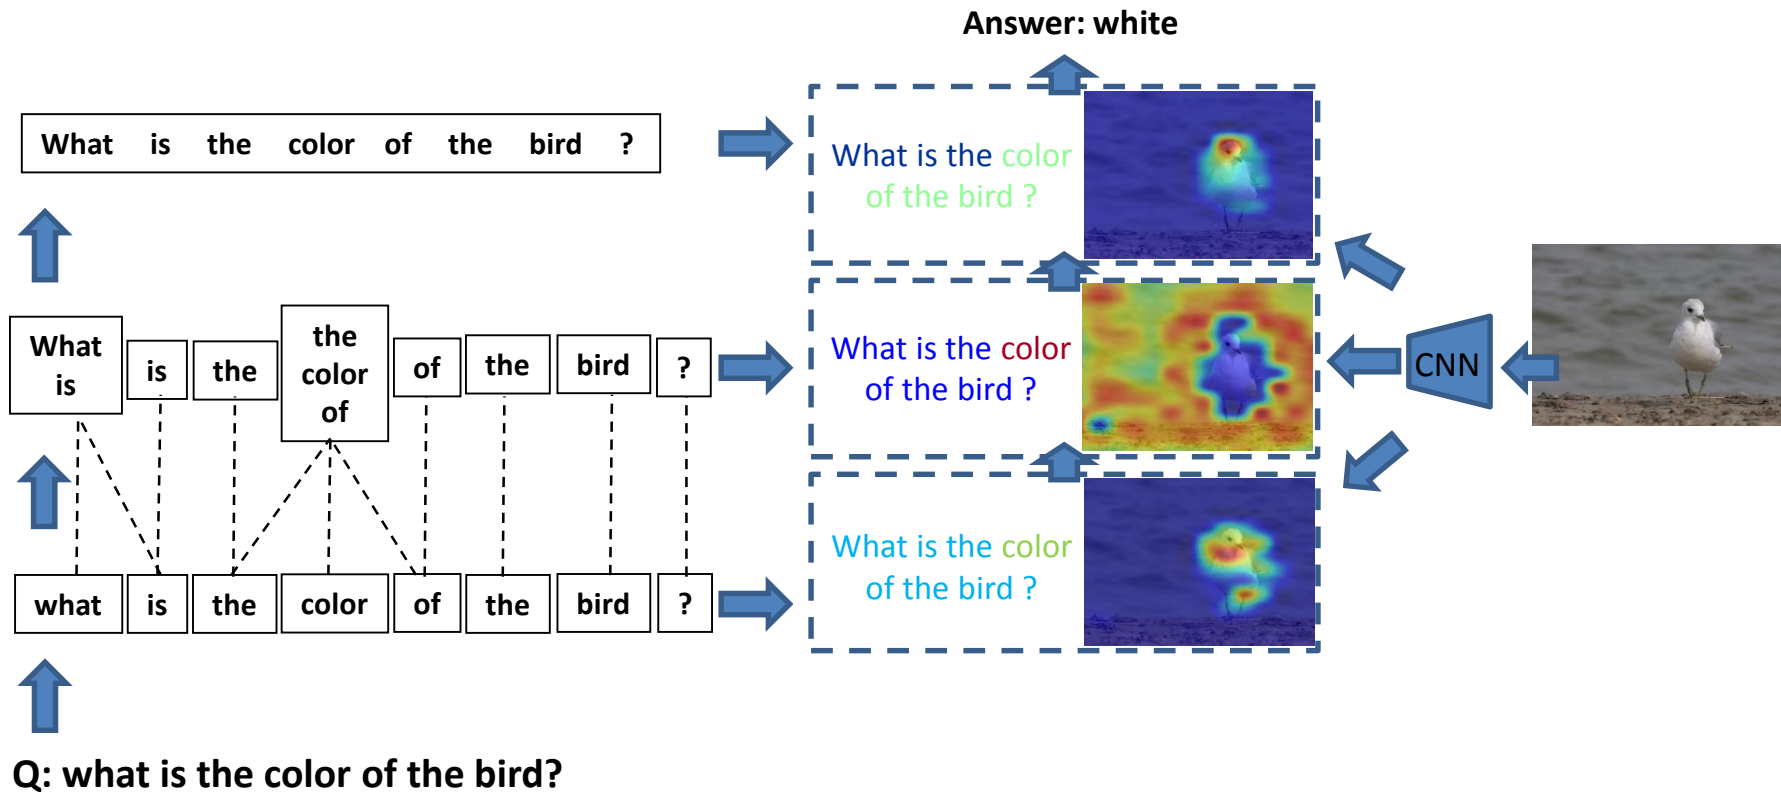 Answer: white
What is the color of the bird ?
What is the color
of the bird ?
What
is
is
the
the
color
of
of
the
bird
?
What is the color
of the bird ?
CNN
what
is
the
color
of
the
bird
?
What is the color
of the bird ?
Q: what is the color of the bird?